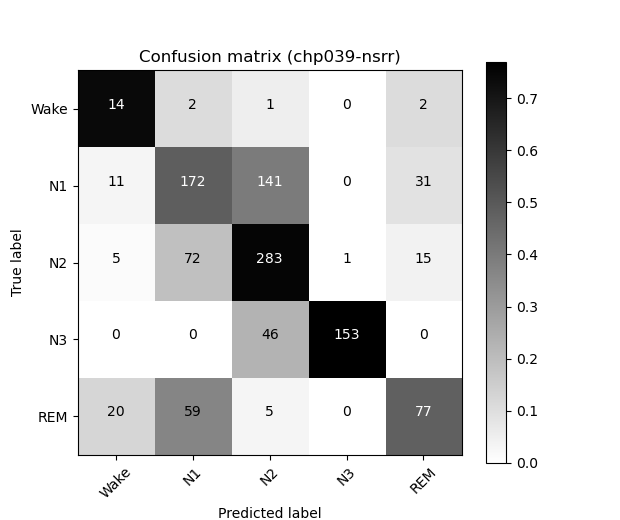 Confusion matrix (chp039-nsrr)
Wake 14 2 1 0 2
N1 11 172 141 0 31
N2 5 72 283 1 15
N3 0 0 46 153 0
REM 20 59 5 0 77
Wake N1 N2 N3 REM
Predicted label
True label
0.7
0.6
0.5
0.4
0.3
0.2
0.1
0.0